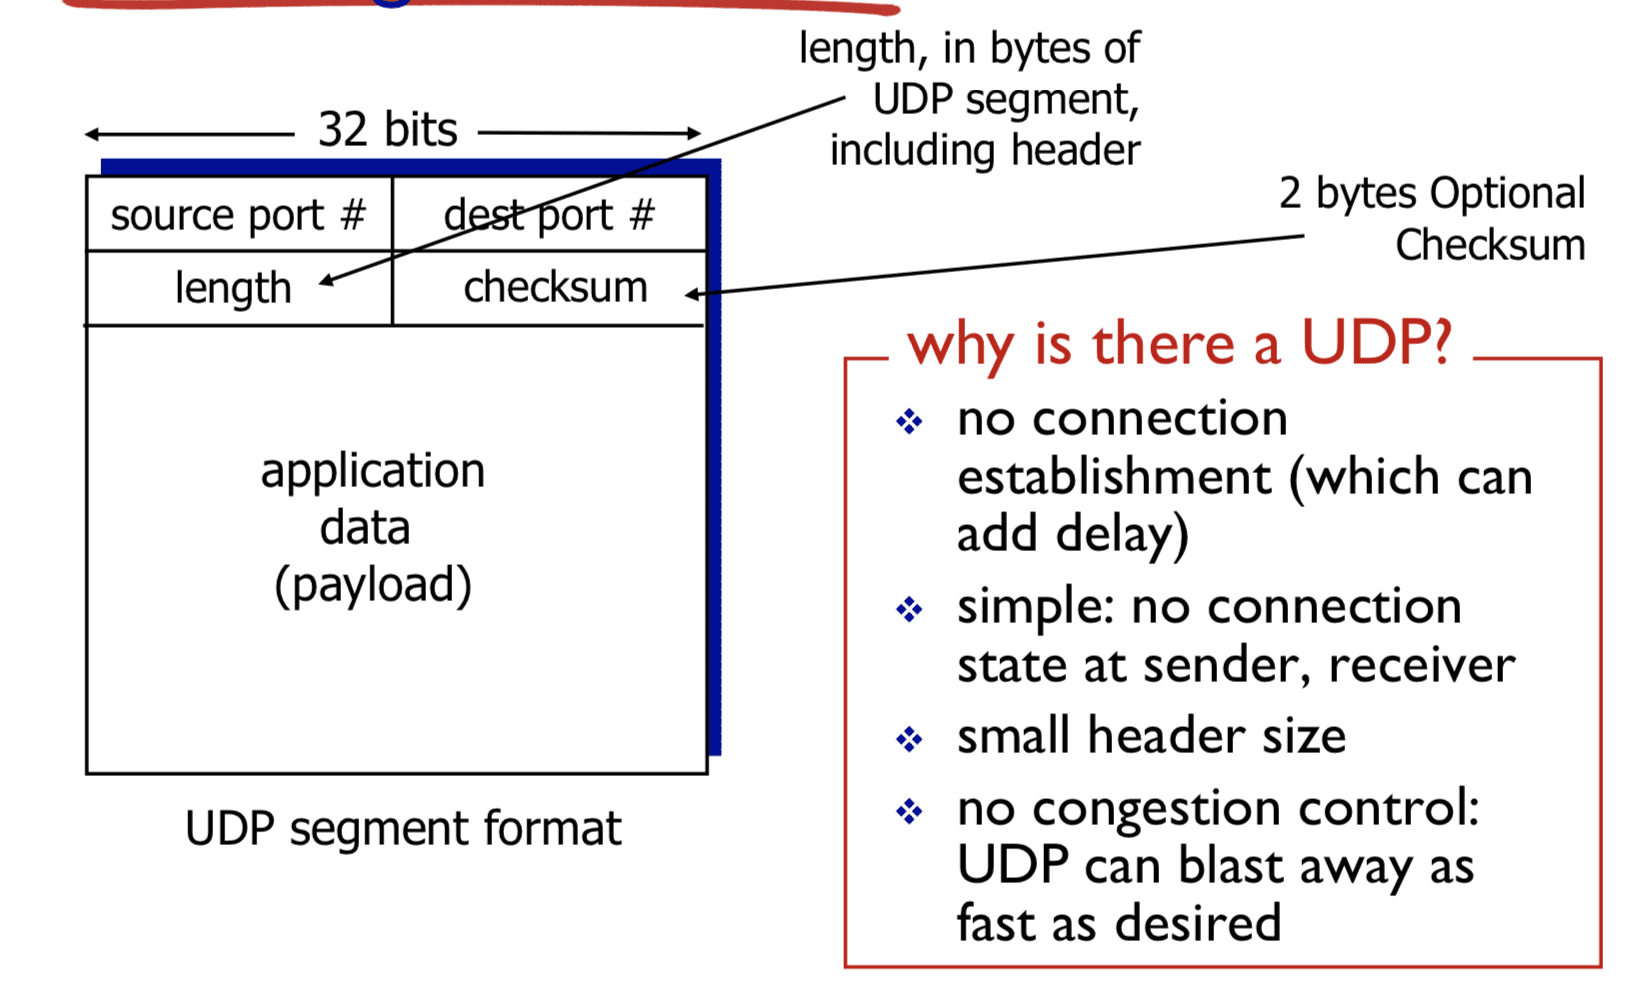 length, in bytes of
UDP segment,
including header
32 bits
2 bytes Optional
Checksum
source port #
dest port #
length
checksum
application
data
(payload)
UDP segment format
why is there a UDP?
no connection
establishment (which can
add delay)
simple: no connection
state at sender, receiver
small header size
no congestion control:
UDP can blast away as
fast as desired